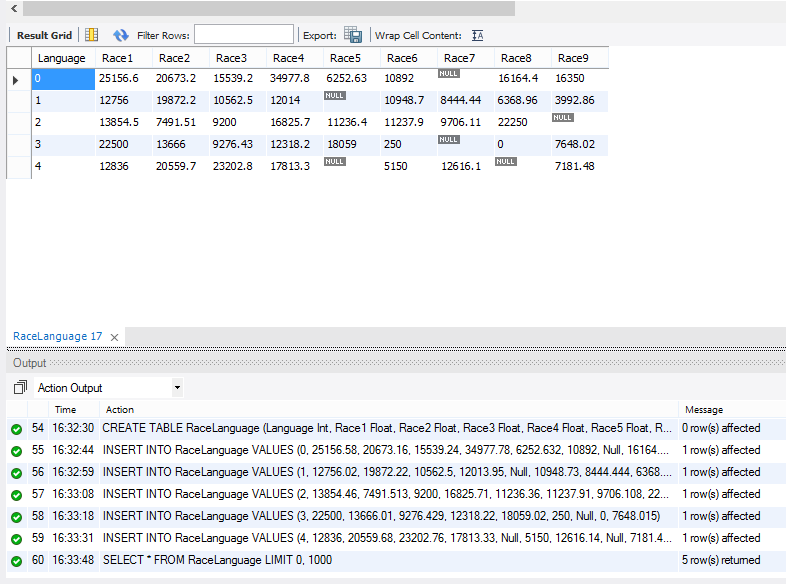 Result Grid Filter Rows: Export: Wrap Cell Content:
Language Race1 Race2 Race3 Race4 Race5 Race6 Race7 Race8 Race9
0 25156.6 20673.2 15539.2 34977.8 6252.63 10892 NULL 16164.4 16350
1 12756 19872.2 10562.5 12014 NULL 10948.7 8444.44 6368.96 3992.86
2 13854.5 7491.51 9200 16825.7 11236.4 11237.9 9706.11 22250 NULL
3 22500 13666 9276.43 12318.2 18059 250 NULL 0 7648.02
4 12836 20559.7 23202.8 17813.3 NULL 5150 12616.1 NULL 7181.48
RaceLanguage 17
Output
Action Output
Time Action Message
54 16:32:30 CREATE TABLE RaceLanguage (Language Int, Race1 Float, Race2 Float, Race3 Float, Race4 Float, Race5 Float, R... 0 row(s) affected
55 16:32:44 INSERT INTO RaceLanguage VALUES (0, 25156.58, 20673.16, 15539.24, 34977.78, 6252.632, 10892, Null, 16164.... 1 row(s) affected
56 16:32:59 INSERT INTO RaceLanguage VALUES (1, 12756.02, 19872.22, 10562.5, 12013.95, Null, 10948.73, 8444.444, 6368.... 1 row(s) affected
57 16:33:08 INSERT INTO RaceLanguage VALUES (2, 13854.46, 7491.513, 9200, 16825.71, 11236.36, 11237.91, 9706.108, 22... 1 row(s) affected
58 16:33:18 INSERT INTO RaceLanguage VALUES (3, 22500, 13666.01, 9276.429, 12318.22, 18059.02, 250, Null, 0, 7648.015) 1 row(s) affected
59 16:33:31 INSERT INTO RaceLanguage VALUES (4, 12836, 20559.68, 23202.76, 17813.33, Null, 5150, 12616.14, Null, 7181.4... 1 row(s) affected
60 16:33:48 SELECT * FROM RaceLanguage LIMIT 0, 1000 5 row(s) returned